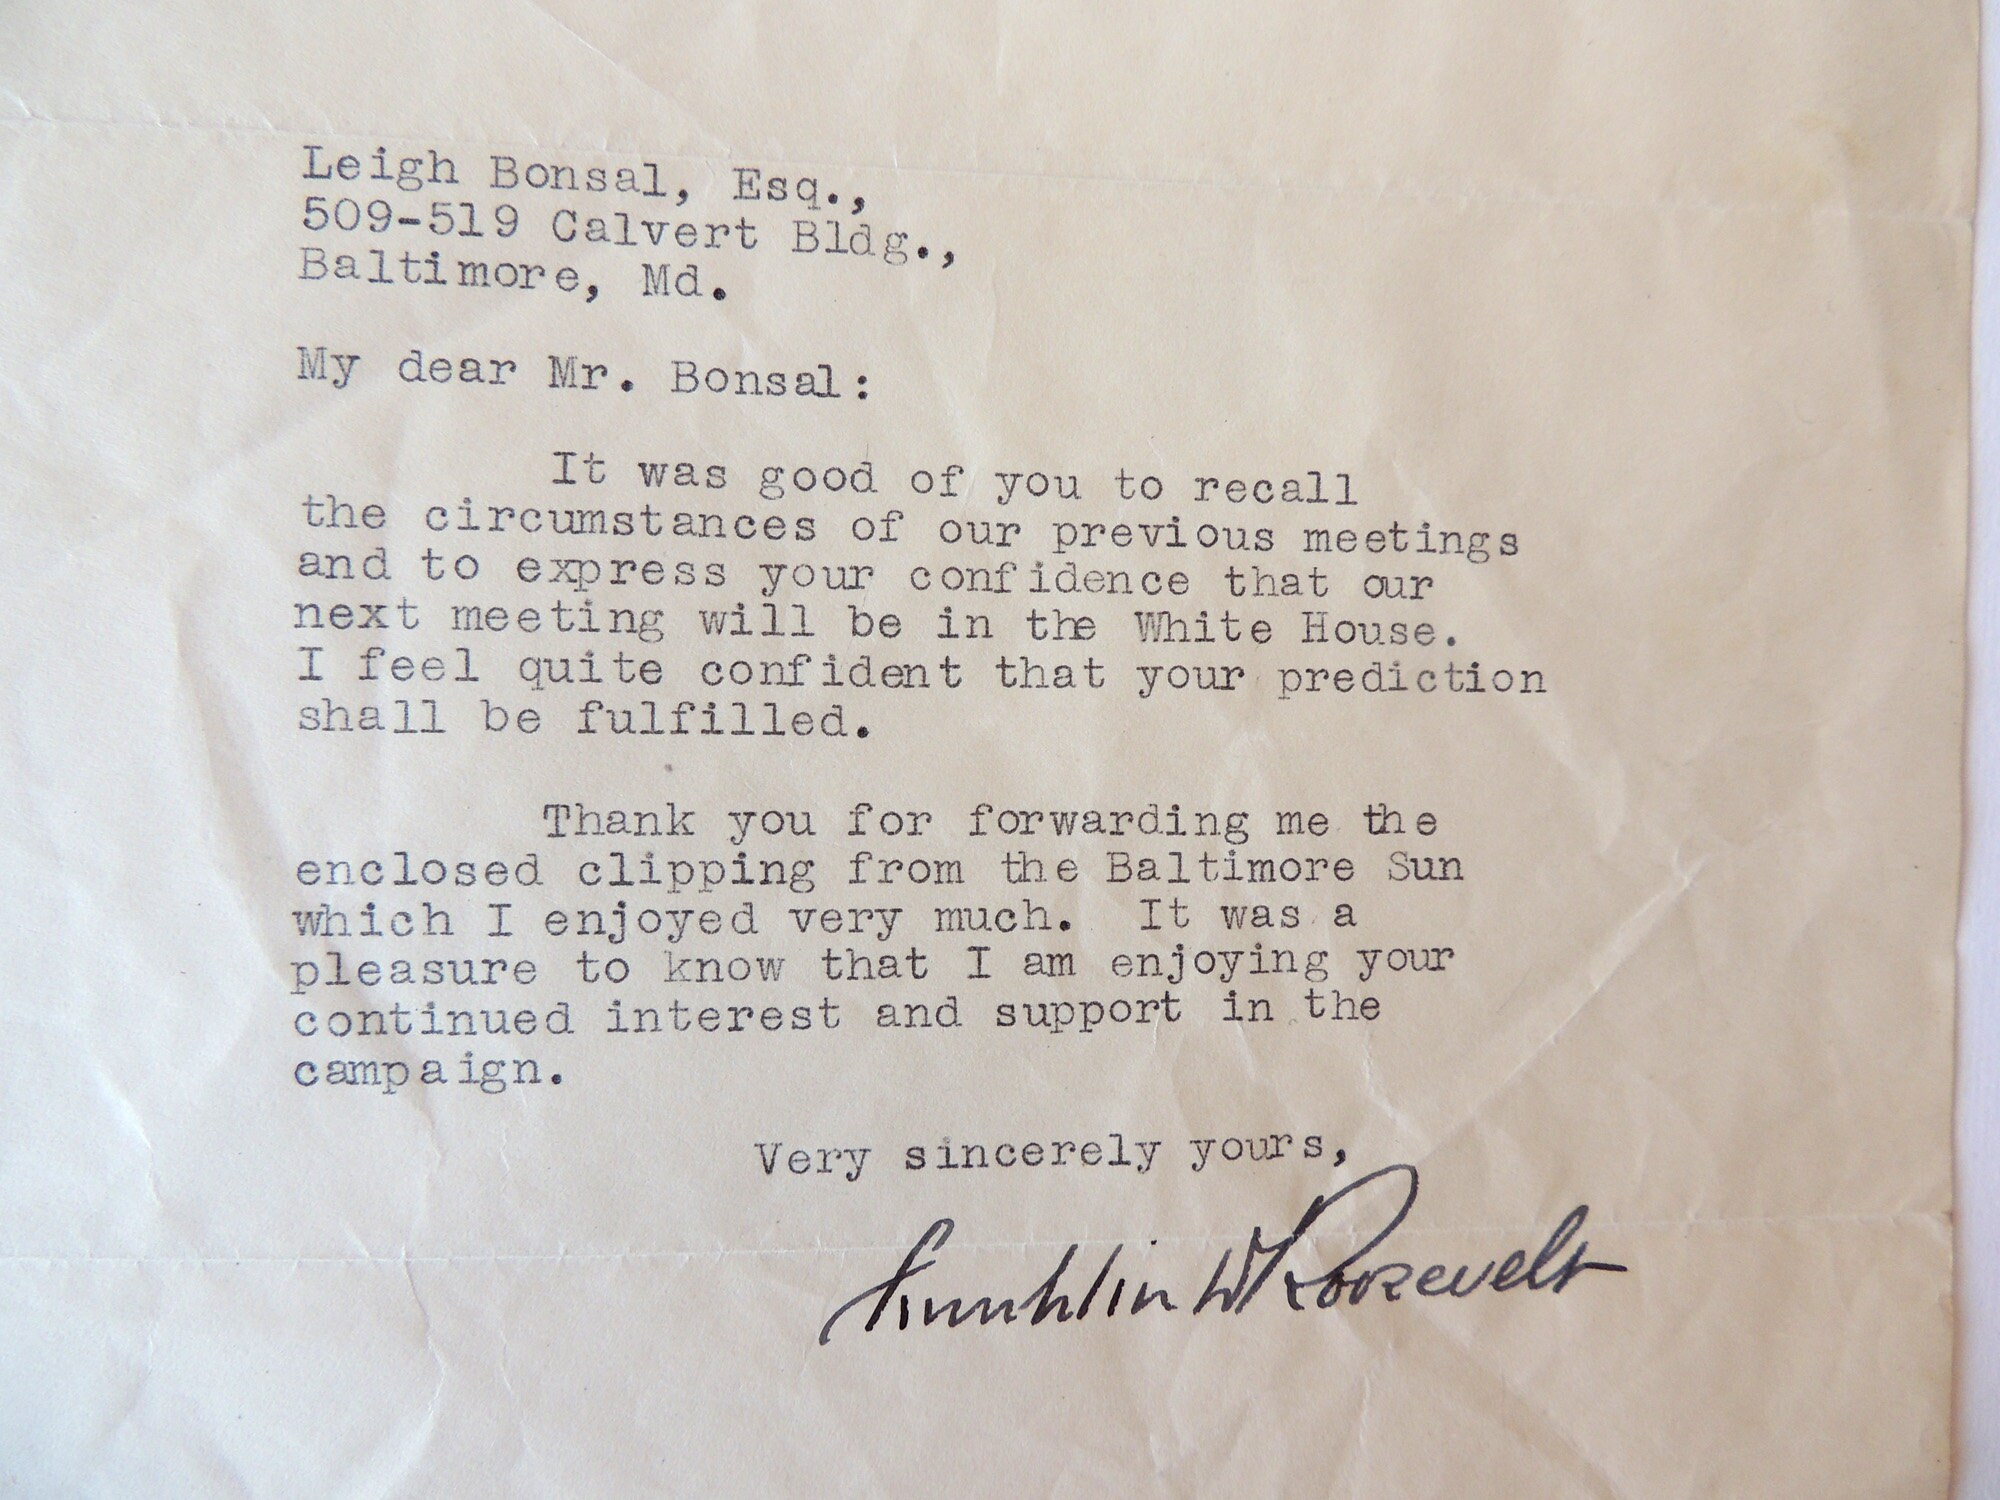 Leigh Bonsal, Esq.,
509-519 Calvert Bldg.,
Baltimore, Md.
My dear Mr. Bonsal:
It was good of you to recall
the circumstances of our previous meetings
and to express your confidence that our
next meeting will be in the White House.
I feel quite confident that your prediction
shall be fulfilled.
Thank you for forwarding me the
enclosed clipping from the Baltimore Sun
which I enjoyed very much. It was a
pleasure to know that I am enjoying your
continued interest and support in the
campaign.
Very sincerely yours,
Franklin D Roosevelt